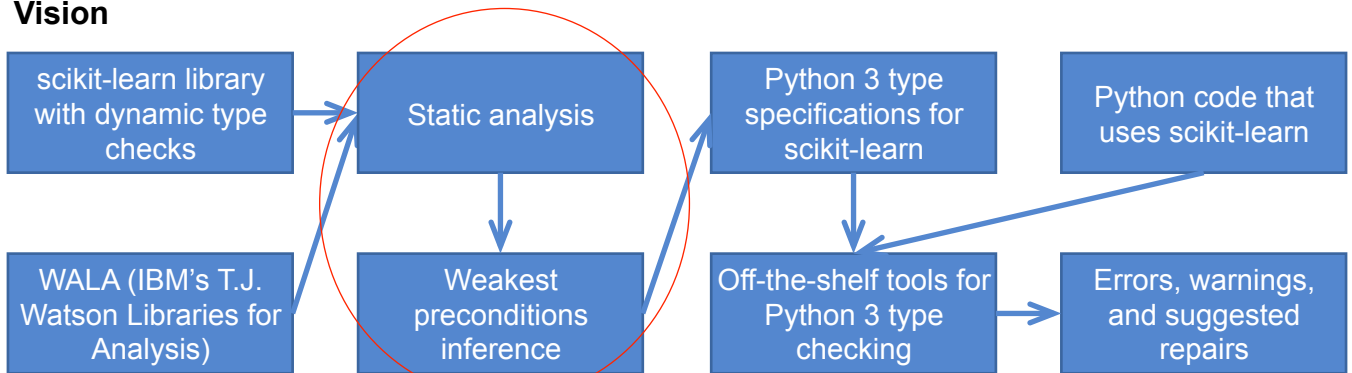 Vision
scikit-learn library
with dynamic type
checks
Static analysis
Python 3 type
specifications for
scikit-learn
Python code that
uses scikit-learn
WALA (IBM’s T.J.
Watson Libraries for
Analysis)
Weakest
preconditions
inference
Off-the-shelf tools for
Python 3 type
checking
Errors, warnings,
and suggested
repairs